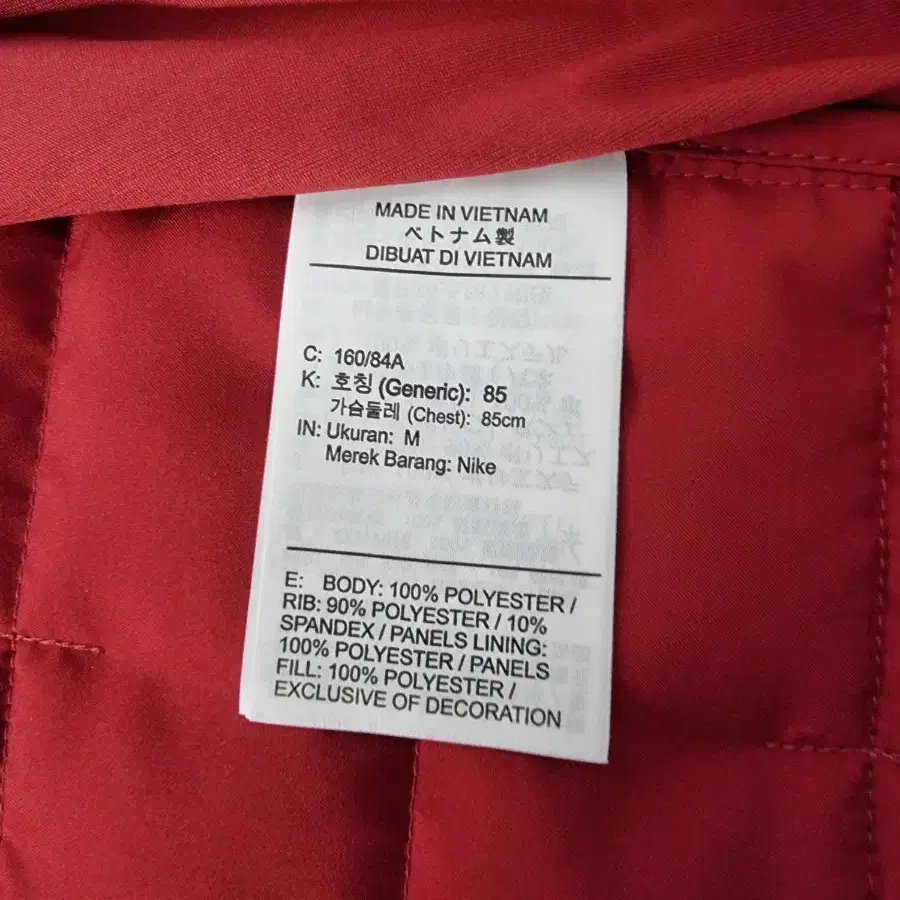 MADE IN VIETNAM
ベトナム製
DIBUAT DI VIETNAM
C: 160/84A
K: 호칭 (Generic): 85
가슴둘레 (Chest): 85cm
IN: Ukuran: M
Merek Barang: Nike
E: BODY: 100% POLYESTER /
RIB: 90% POLYESTER / 10%
SPANDEX / PANELS LINING:
100% POLYESTER / PANELS
FILL: 100% POLYESTER /
EXCLUSIVE OF DECORATION